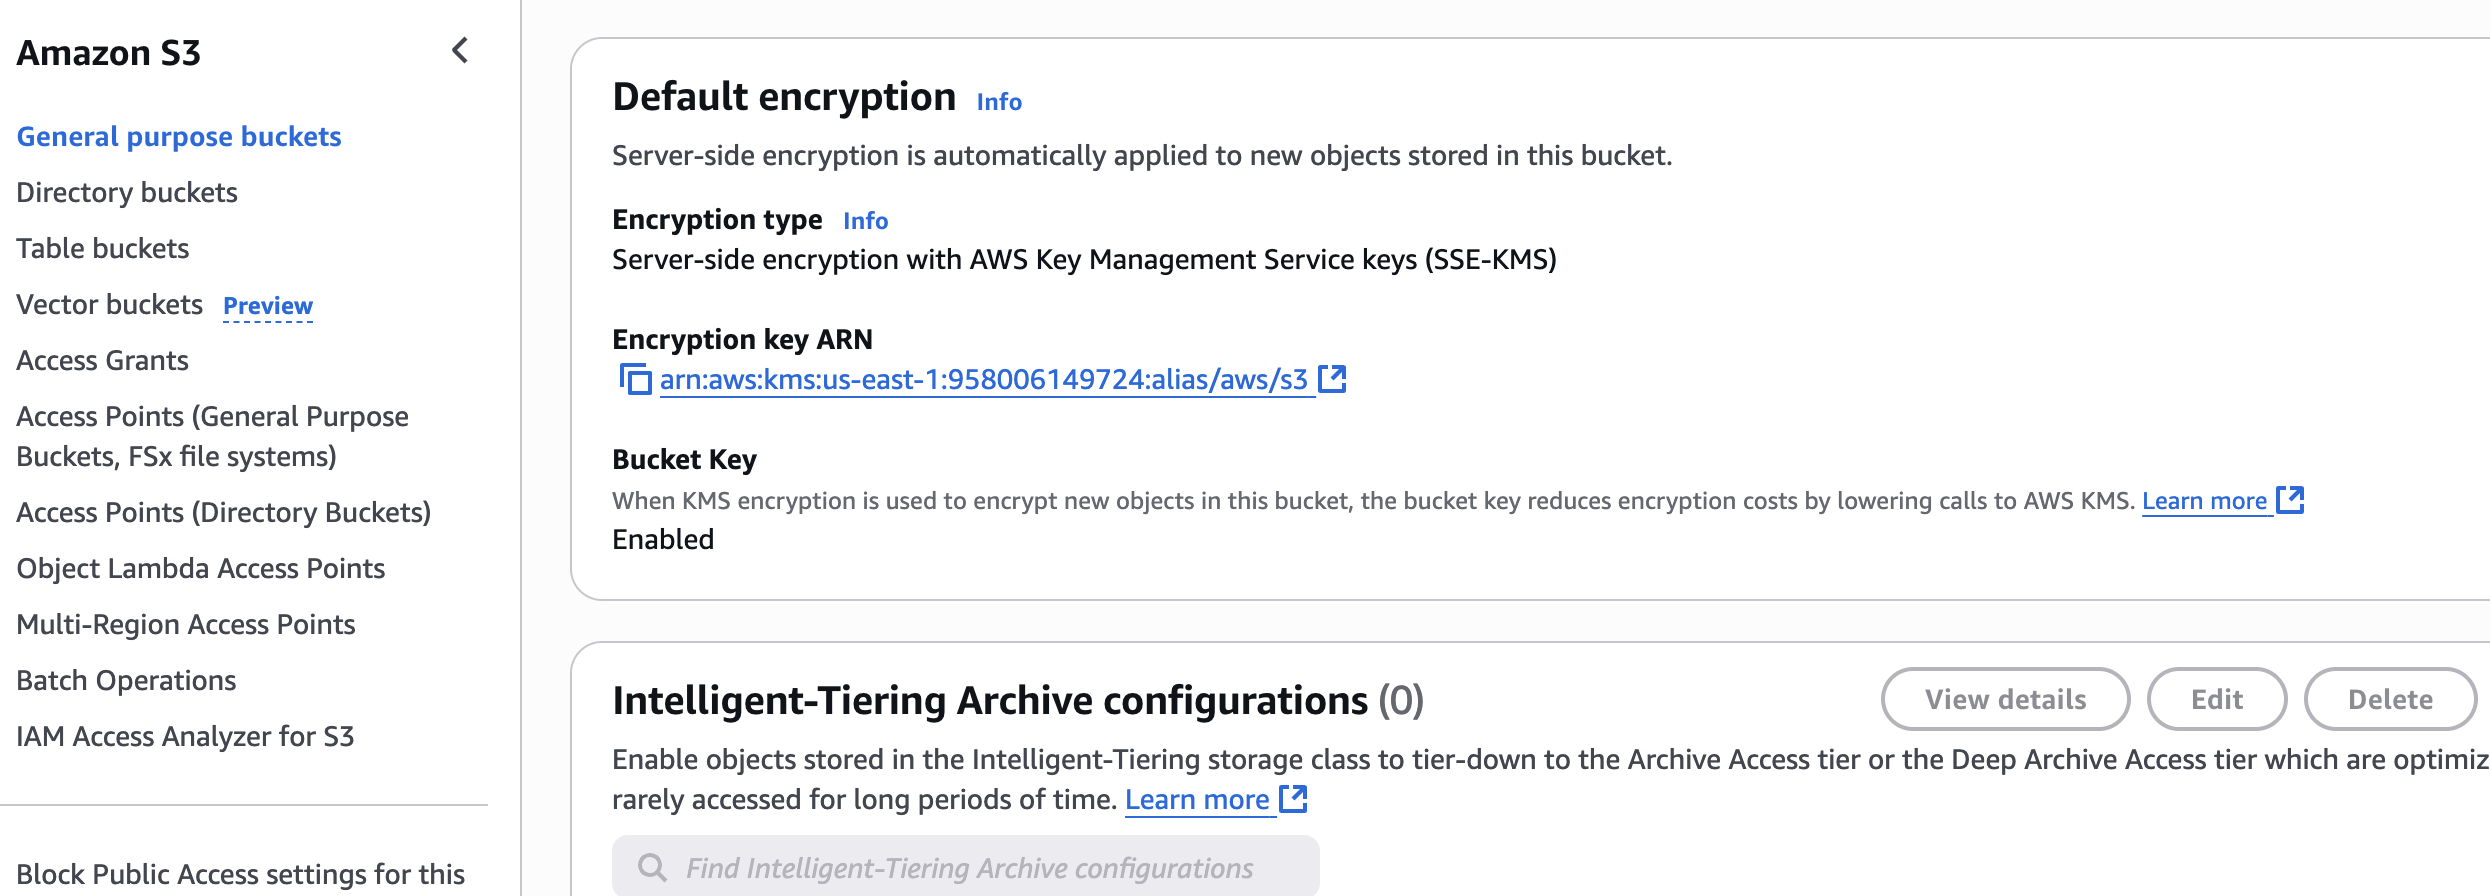 Amazon S3
General purpose buckets
Directory buckets
Table buckets
Vector buckets Preview
Access Grants
Access Points (General Purpose
Buckets, FSx file systems)
Access Points (Directory Buckets)
Object Lambda Access Points
Multi-Region Access Points
Batch Operations
IAM Access Analyzer for S3
Block Public Access settings for this
Default encryption Info
Server-side encryption is automatically applied to new objects stored in this bucket.
Encryption type Info
Server-side encryption with AWS Key Management Service keys (SSE-KMS)
Encryption key ARN
arn:aws:kms:us-east-1:958006149724:alias/aws/s3
Bucket Key
When KMS encryption is used to encrypt new objects in this bucket, the bucket key reduces encryption costs by lowering calls to AWS KMS. Learn more
Enabled
Intelligent-Tiering Archive configurations (0)
View details
Edit
Delete
Enable objects stored in the Intelligent-Tiering storage class to tier-down to the Archive Access tier or the Deep Archive Access tier which are optimiz
rarely accessed for long periods of time. Learn more
Find Intelligent-Tiering Archive configurations